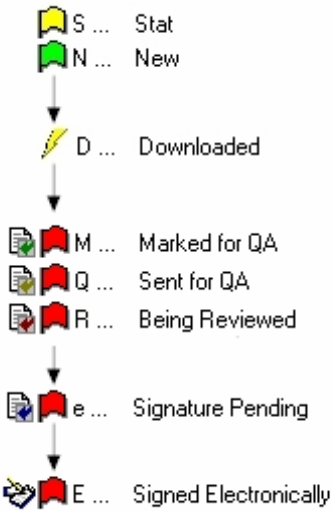 S ... Stat
N ... New
D ... Downloaded
M ... Marked for QA
Q ... Sent for QA
R ... Being Reviewed
e ... Signature Pending
E ... Signed Electronically